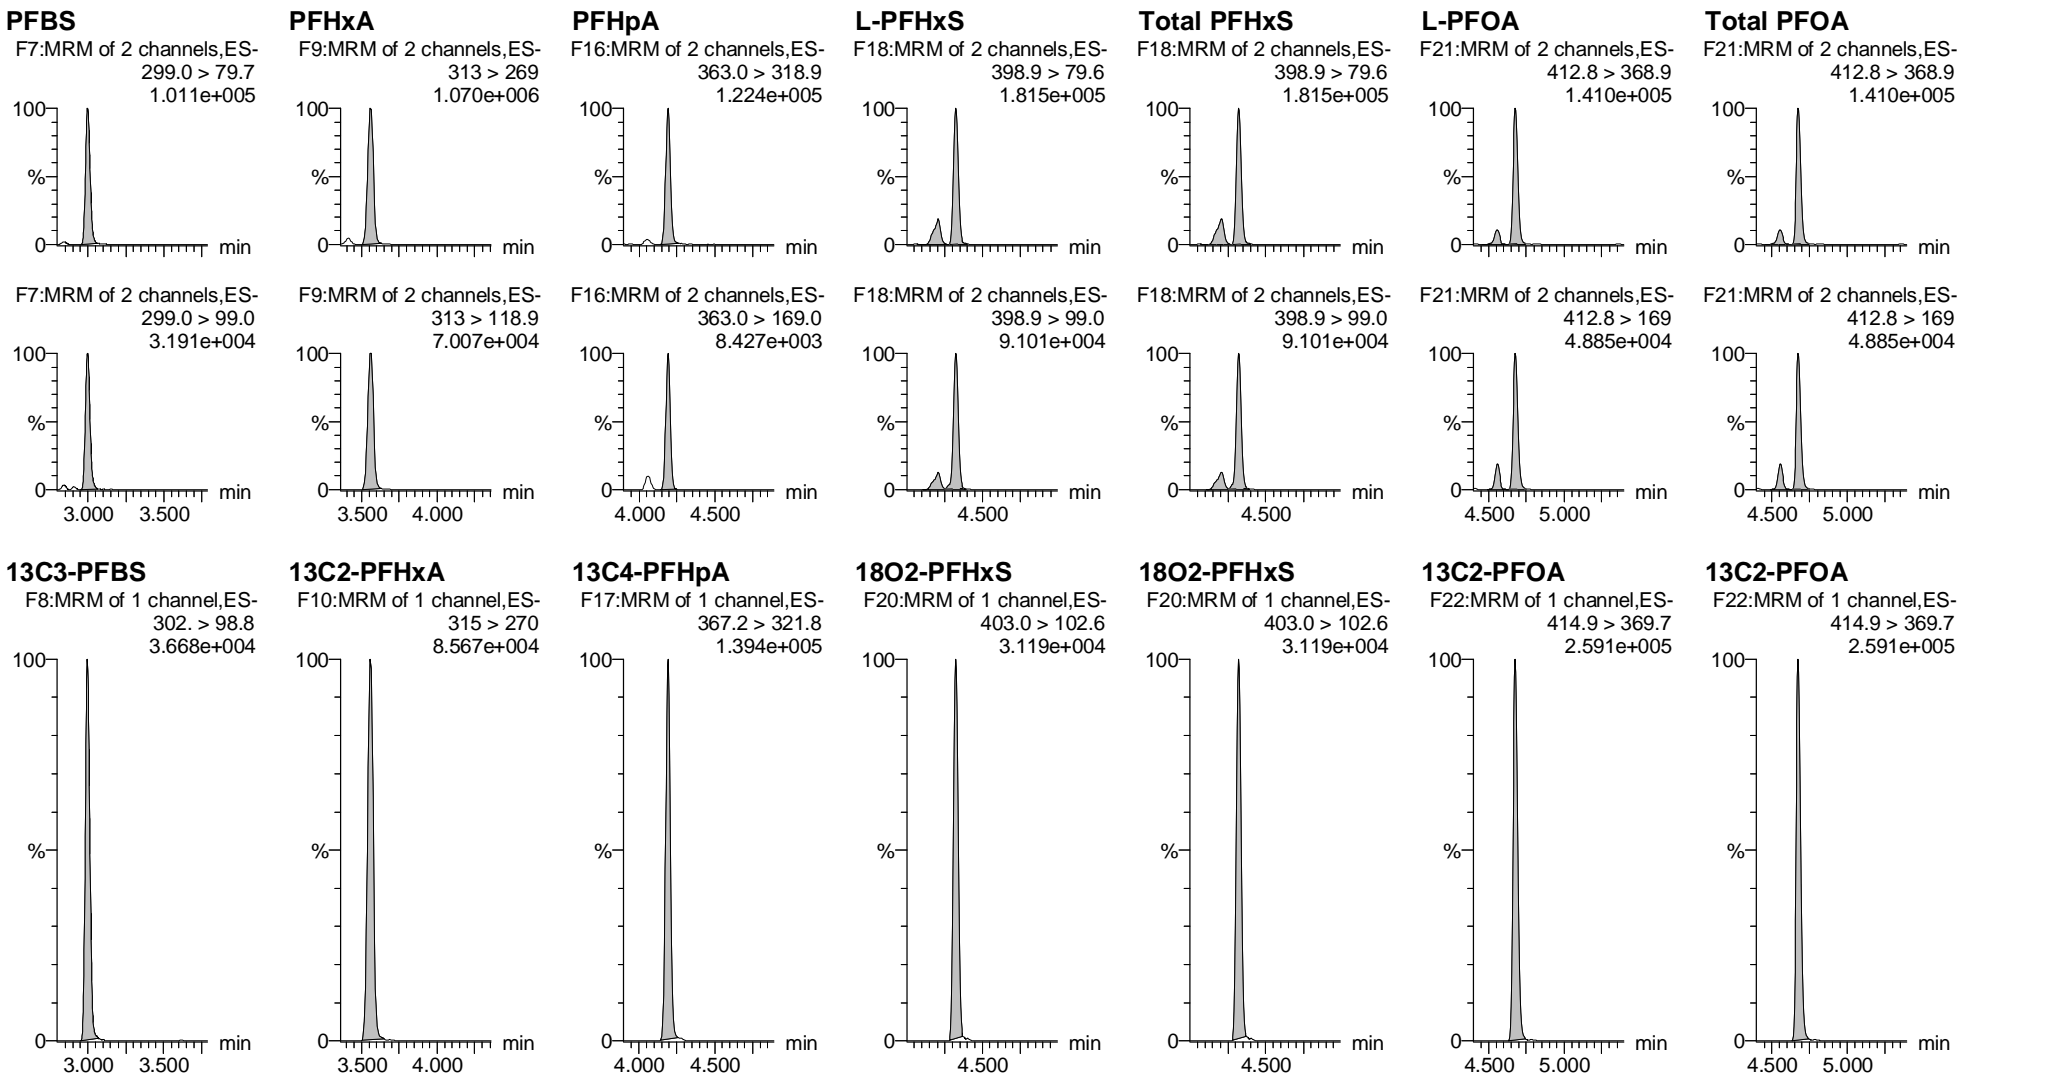 PFBS
F7:MRM of 2 channels,ES-
299.0 > 79.7
1.011e+005
100
%
0
min
PFHxA
F9:MRM of 2 channels,ES-
313 > 269
1.070e+006
100
%
0
min
PFHpA
F16:MRM of 2 channels,ES-
363.0 > 318.9
1.224e+005
100
%
0
min
L-PFHxS
F18:MRM of 2 channels,ES-
398.9 > 79.6
1.815e+005
100
%
0
min
Total PFHxS
F18:MRM of 2 channels,ES-
398.9 > 79.6
1.815e+005
100
%
0
min
L-PFOA
F21:MRM of 2 channels,ES-
412.8 > 368.9
1.410e+005
100
%
0
min
Total PFOA
F21:MRM of 2 channels,ES-
412.8 > 368.9
1.410e+005
100
%
0
min
F7:MRM of 2 channels,ES-
299.0 > 99.0
3.191e+004
100
%
0
min
3.000 3.500
F9:MRM of 2 channels,ES-
313 > 118.9
7.007e+004
100
%
0
min
3.500 4.000
F16:MRM of 2 channels,ES-
363.0 > 169.0
8.427e+003
100
%
0
min
4.000 4.500
F18:MRM of 2 channels,ES-
398.9 > 99.0
9.101e+004
100
%
0
min
4.500
F18:MRM of 2 channels,ES-
398.9 > 99.0
9.101e+004
100
%
0
min
4.500
F21:MRM of 2 channels,ES-
412.8 > 169
4.885e+004
100
%
0
min
4.500 5.000
F21:MRM of 2 channels,ES-
412.8 > 169
4.885e+004
100
%
0
min
4.500 5.000
13C3-PFBS
F8:MRM of 1 channel,ES-
302. > 98.8
3.668e+004
100
%
0
min
3.000 3.500
13C2-PFHxA
F10:MRM of 1 channel,ES-
315 > 270
8.567e+004
100
%
0
min
3.500 4.000
13C4-PFHpA
F17:MRM of 1 channel,ES-
367.2 > 321.8
1.394e+005
100
%
0
min
4.000 4.500
18O2-PFHxS
F20:MRM of 1 channel,ES-
403.0 > 102.6
3.119e+004
100
%
0
min
4.500
18O2-PFHxS
F20:MRM of 1 channel,ES-
403.0 > 102.6
3.119e+004
100
%
0
min
4.500
13C2-PFOA
F22:MRM of 1 channel,ES-
414.9 > 369.7
2.591e+005
100
%
0
min
4.500 5.000
13C2-PFOA
F22:MRM of 1 channel,ES-
414.9 > 369.7
2.591e+005
100
%
0
min
4.500 5.000